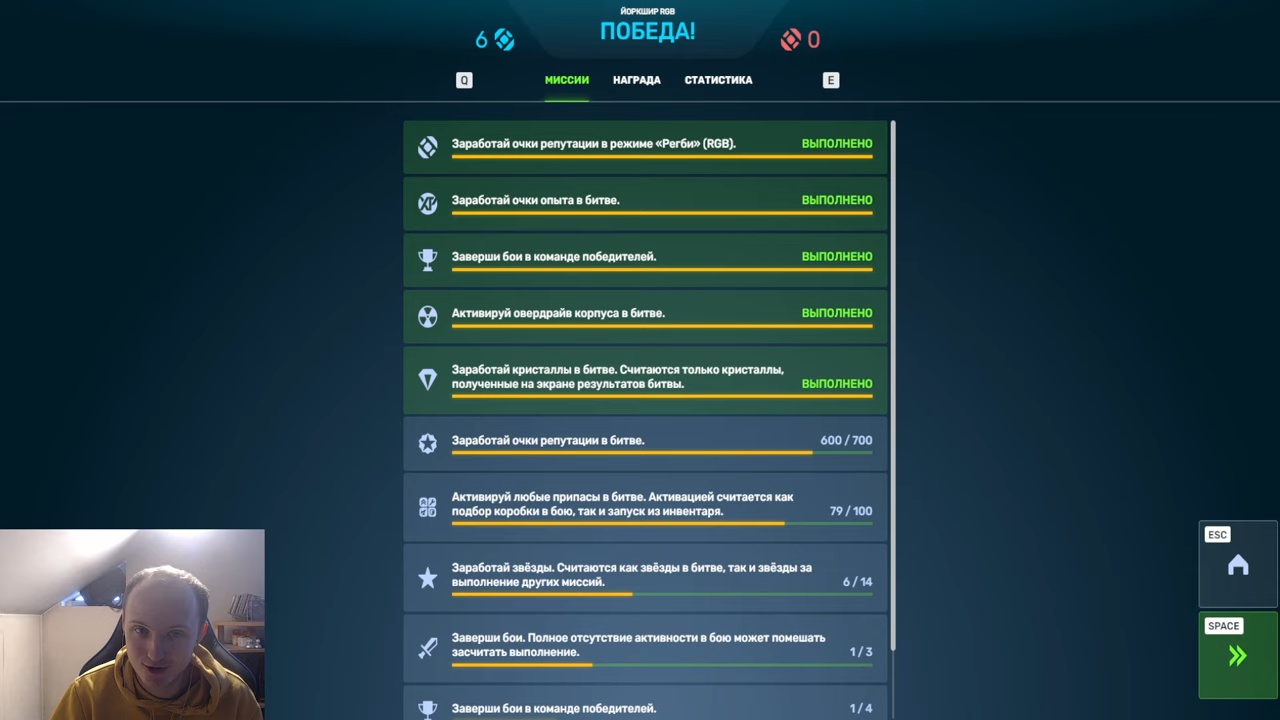 ЙОРКШИР RGB
6 ПОБЕДА! 0
Q МИССИИ НАГРАДА СТАТИСТИКА E
Заработай очки репутации в режиме «Регби» (RGB). ВЫПОЛНЕНО
XP Заработай очки опыта в битве. ВЫПОЛНЕНО
Заверши бои в команде победителей. ВЫПОЛНЕНО
Активируй овердрайв корпуса в битве. ВЫПОЛНЕНО
Заработай кристаллы в битве. Считаются только кристаллы,
полученные на экране результатов битвы. ВЫПОЛНЕНО
Заработай очки репутации в битве. 600 / 700
Активируй любые припасы в битве. Активацией считается как
подбор коробки в бою, так и запуск из инвентаря. 79 / 100
Заработай звёзды. Считаются как звёзды в битве, так и звёзды за
выполнение других миссий. 6 / 14
Заверши бои. Полное отсутствие активности в бою может помешать
засчитать выполнение. 1 / 3
Заверши бои в команде победителей. 1 / 4
ESC
SPACE